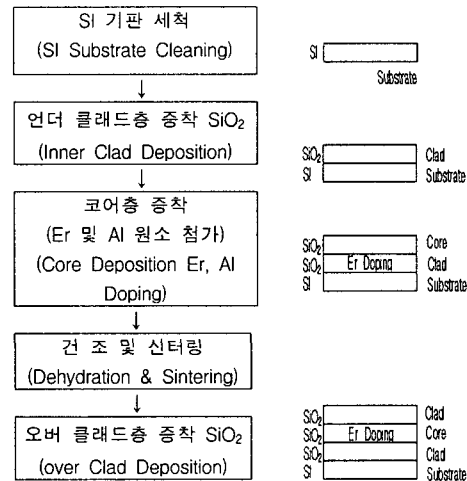 SI 기판 세척
(SI Substrate Cleaning)
SI
Substrate
언더 클래드층 증착 SiO₂
(Inner Clad Deposition)
SiO₂ Clad
SI Substrate
코어층 증착
(Er 및 Al 원소 첨가)
(Core Deposition Er, Al
Doping)
SiO₂ Core
SiO₂ Er Doping Clad
SI Substrate
건 조 및 신터링
(Dehydration & Sintering)
오버 클래드층 증착 SiO₂
(over Clad Deposition)
SiO₂ Clad
SiO₂ Er Doping Core
SiO₂ Clad
SI Substrate